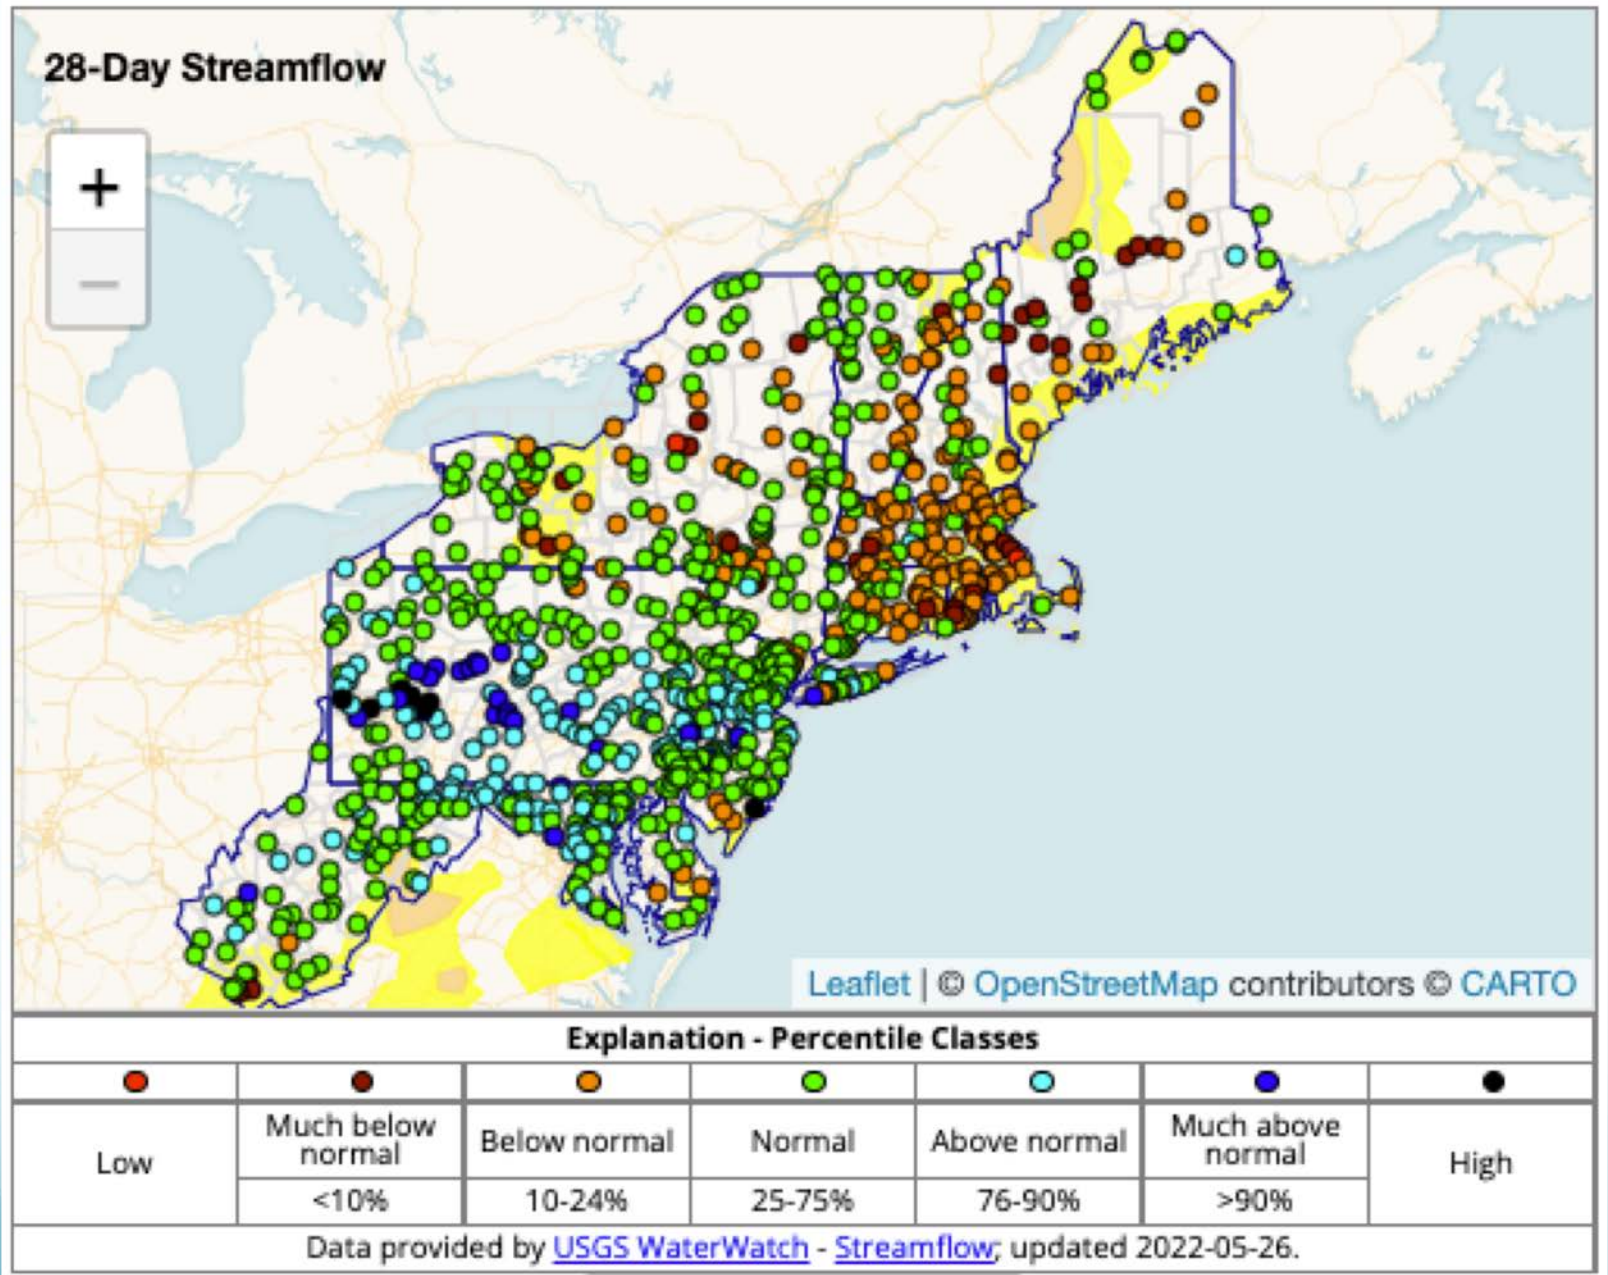 28-Day Streamflow
+
−
Leaflet | © OpenStreetMap contributors © CARTO
Explanation - Percentile Classes
Low
Much below
normal
Below normal
Normal
Above normal
Much above
normal
High
<10%
10-24%
25-75%
76-90%
>90%
Data provided by USGS WaterWatch - Streamflow; updated 2022-05-26.